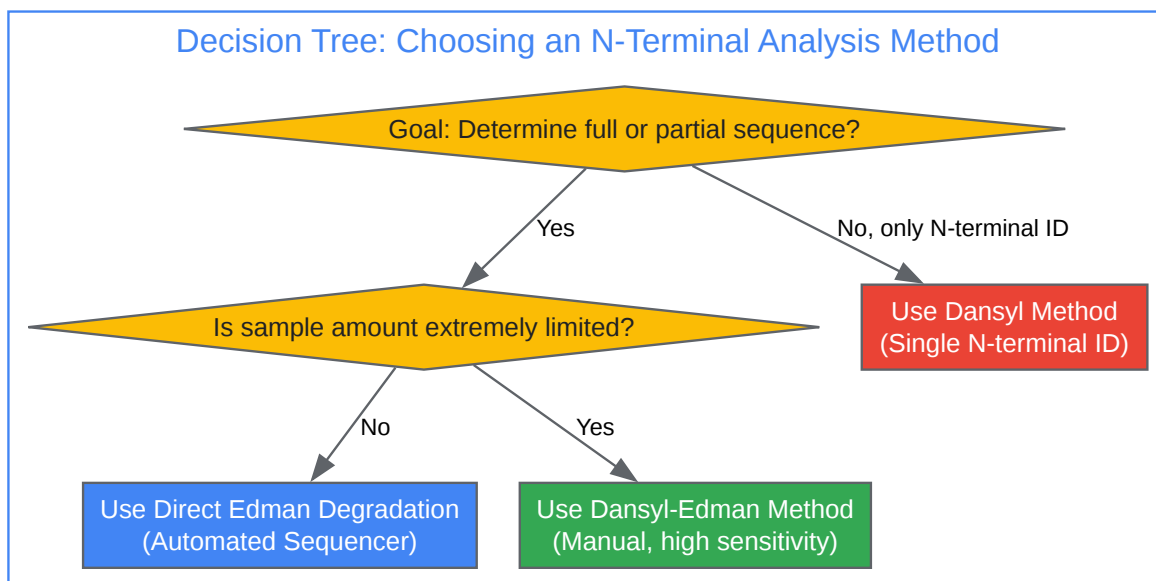 Decision Tree: Choosing an N-Terminal Analysis Method
Goal: Determine full or partial sequence?
Yes
No, only N-terminal ID
Is sample amount extremely limited?
Use Dansyl Method
(Single N-terminal ID)
No
Yes
Use Direct Edman Degradation
(Automated Sequencer)
Use Dansyl-Edman Method
(Manual, high sensitivity)